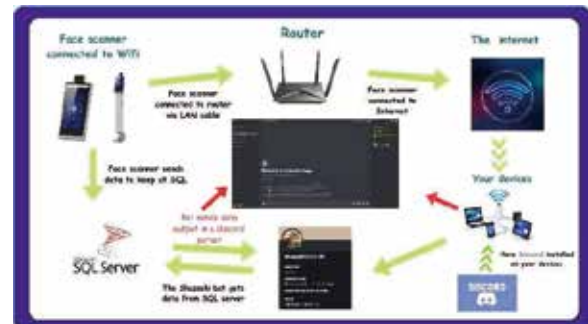 Face scanner
connected to WiFi
Router
The internet
Face scanner
connected to router
via LAN cable
Face scanner
connected to
Internet
Face scanner sends
data to keep at SQL
Your devices
Bot sends data
output in a Discord
server
SQL Server
The Shuzashi bot gets
data from SQL server
Have Discord installed
on your devices
DISCORD